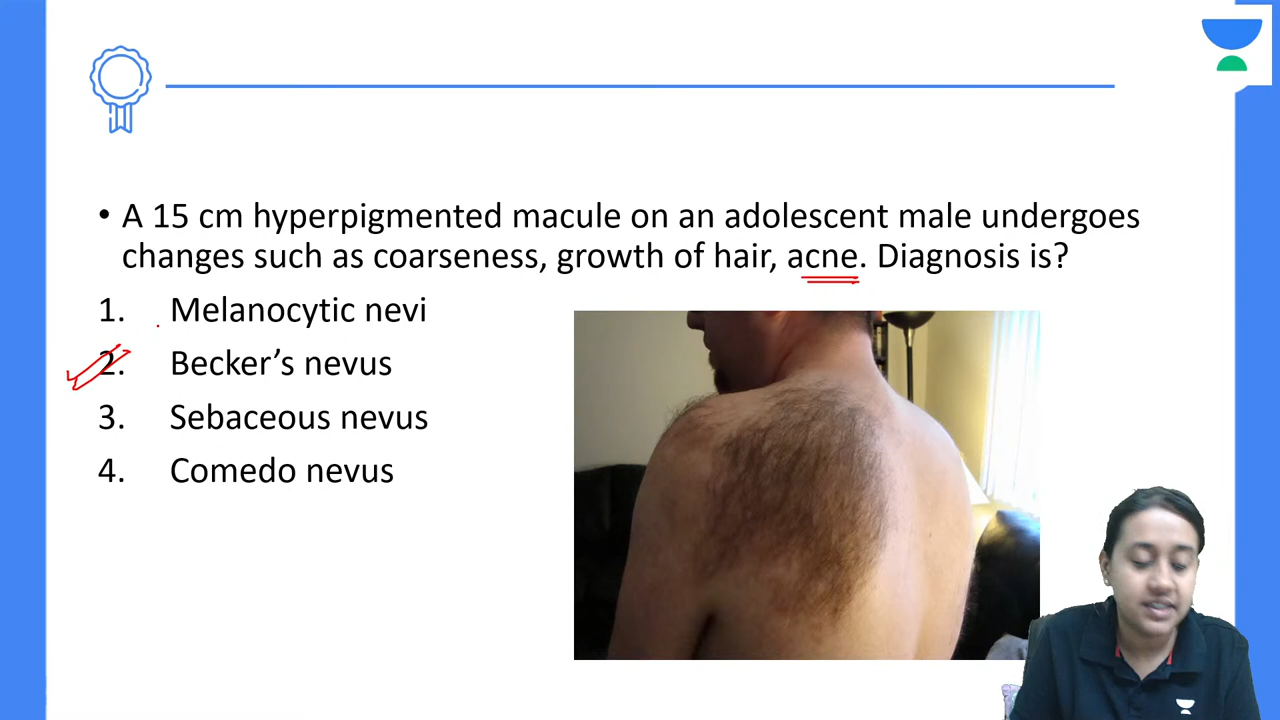 • A 15 cm hyperpigmented macule on an adolescent male undergoes
changes such as coarseness, growth of hair, acne. Diagnosis is?
1. Melanocytic nevi
2. Becker’s nevus
3. Sebaceous nevus
4. Comedo nevus